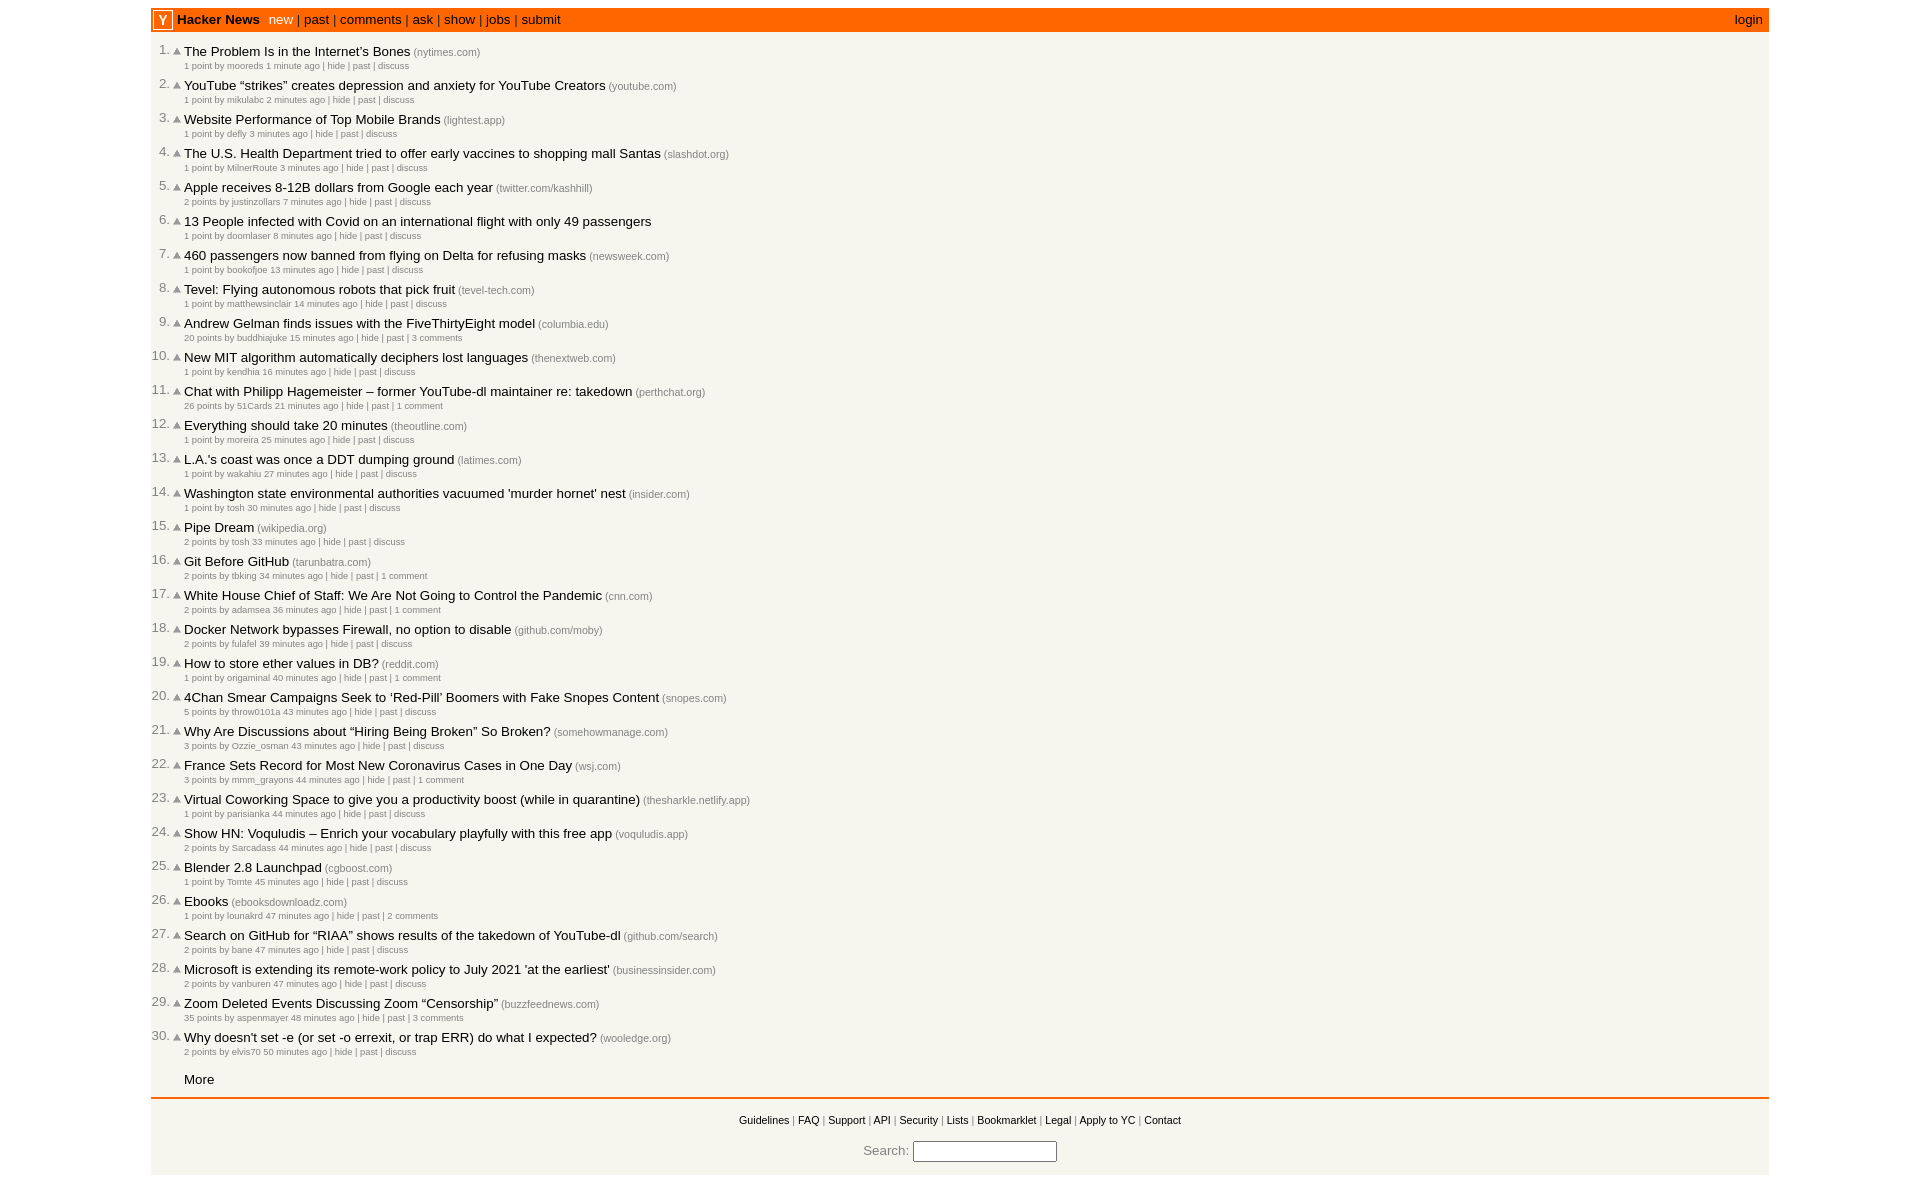 Y Hacker News new | past | comments | ask | show | jobs | submit login
1. ▲ The Problem Is in the Internet’s Bones (nytimes.com)
1 point by mooreds 1 minute ago | hide | past | discuss
2. ▲ YouTube “strikes” creates depression and anxiety for YouTube Creators (youtube.com)
1 point by mikulabc 2 minutes ago | hide | past | discuss
3. ▲ Website Performance of Top Mobile Brands (lightest.app)
1 point by defly 3 minutes ago | hide | past | discuss
4. ▲ The U.S. Health Department tried to offer early vaccines to shopping mall Santas (slashdot.org)
1 point by MilnerRoute 3 minutes ago | hide | past | discuss
5. ▲ Apple receives 8-12B dollars from Google each year (twitter.com/kashhill)
2 points by justinzollars 7 minutes ago | hide | past | discuss
6. ▲ 13 People infected with Covid on an international flight with only 49 passengers
1 point by doomlaser 8 minutes ago | hide | past | discuss
7. ▲ 460 passengers now banned from flying on Delta for refusing masks (newsweek.com)
1 point by bookofjoe 13 minutes ago | hide | past | discuss
8. ▲ Tevel: Flying autonomous robots that pick fruit (tevel-tech.com)
1 point by matthewsinclair 14 minutes ago | hide | past | discuss
9. ▲ Andrew Gelman finds issues with the FiveThirtyEight model (columbia.edu)
20 points by buddhiajuke 15 minutes ago | hide | past | 3 comments
10. ▲ New MIT algorithm automatically deciphers lost languages (thenextweb.com)
1 point by kendhia 16 minutes ago | hide | past | discuss
11. ▲ Chat with Philipp Hagemeister – former YouTube-dl maintainer re: takedown (perthchat.org)
26 points by 51Cards 21 minutes ago | hide | past | 1 comment
12. ▲ Everything should take 20 minutes (theoutline.com)
1 point by moreira 25 minutes ago | hide | past | discuss
13. ▲ L.A.'s coast was once a DDT dumping ground (latimes.com)
1 point by wakahiu 27 minutes ago | hide | past | discuss
14. ▲ Washington state environmental authorities vacuumed 'murder hornet' nest (insider.com)
1 point by tosh 30 minutes ago | hide | past | discuss
15. ▲ Pipe Dream (wikipedia.org)
2 points by tosh 33 minutes ago | hide | past | discuss
16. ▲ Git Before GitHub (tarunbatra.com)
2 points by tbking 34 minutes ago | hide | past | 1 comment
17. ▲ White House Chief of Staff: We Are Not Going to Control the Pandemic (cnn.com)
2 points by adamsea 36 minutes ago | hide | past | 1 comment
18. ▲ Docker Network bypasses Firewall, no option to disable (github.com/moby)
2 points by fulafel 39 minutes ago | hide | past | discuss
19. ▲ How to store ether values in DB? (reddit.com)
1 point by origaminal 40 minutes ago | hide | past | 1 comment
20. ▲ 4Chan Smear Campaigns Seek to ‘Red-Pill’ Boomers with Fake Snopes Content (snopes.com)
5 points by throw0101a 43 minutes ago | hide | past | discuss
21. ▲ Why Are Discussions about “Hiring Being Broken” So Broken? (somehowmanage.com)
3 points by Ozzie_osman 43 minutes ago | hide | past | discuss
22. ▲ France Sets Record for Most New Coronavirus Cases in One Day (wsj.com)
3 points by mmm_grayons 44 minutes ago | hide | past | 1 comment
23. ▲ Virtual Coworking Space to give you a productivity boost (while in quarantine) (thesharkle.netlify.app)
1 point by parisianka 44 minutes ago | hide | past | discuss
24. ▲ Show HN: Voquludis – Enrich your vocabulary playfully with this free app (voquludis.app)
2 points by Sarcadass 44 minutes ago | hide | past | discuss
25. ▲ Blender 2.8 Launchpad (cgboost.com)
1 point by Tomte 45 minutes ago | hide | past | discuss
26. ▲ Ebooks (ebooksdownloadz.com)
1 point by lounakrd 47 minutes ago | hide | past | 2 comments
27. ▲ Search on GitHub for “RIAA” shows results of the takedown of YouTube-dl (github.com/search)
2 points by bane 47 minutes ago | hide | past | discuss
28. ▲ Microsoft is extending its remote-work policy to July 2021 'at the earliest' (businessinsider.com)
2 points by vanburen 47 minutes ago | hide | past | discuss
29. ▲ Zoom Deleted Events Discussing Zoom “Censorship” (buzzfeednews.com)
35 points by aspenmayer 48 minutes ago | hide | past | 3 comments
30. ▲ Why doesn't set -e (or set -o errexit, or trap ERR) do what I expected? (wooledge.org)
2 points by elvis70 50 minutes ago | hide | past | discuss
More
Guidelines | FAQ | Support | API | Security | Lists | Bookmarklet | Legal | Apply to YC | Contact
Search: